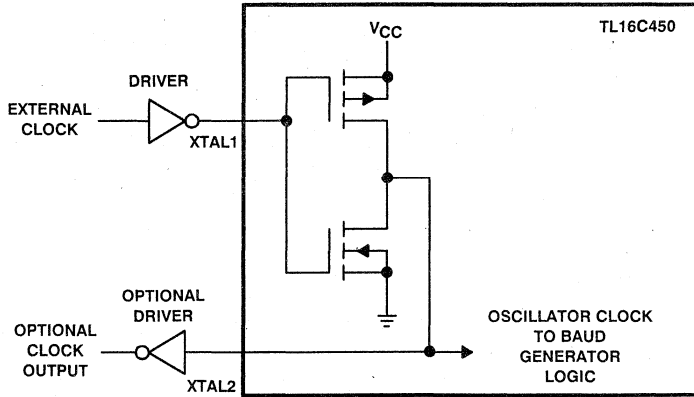 TL16C450
VCC
DRIVER
EXTERNAL
CLOCK
XTAL1
OPTIONAL
DRIVER
OPTIONAL
CLOCK
OUTPUT
XTAL2
OSCILLATOR CLOCK
TO BAUD
GENERATOR
LOGIC